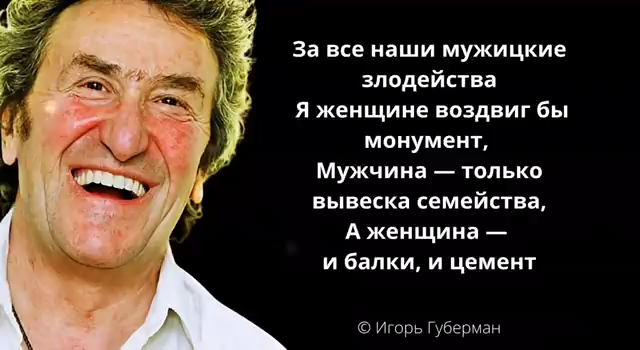 За все наши мужицкие
злодейства
Я женщине воздвиг бы
монумент,
Мужчина — только
вывеска семейства,
А женщина —
и балки, и цемент
© Игорь Губерман